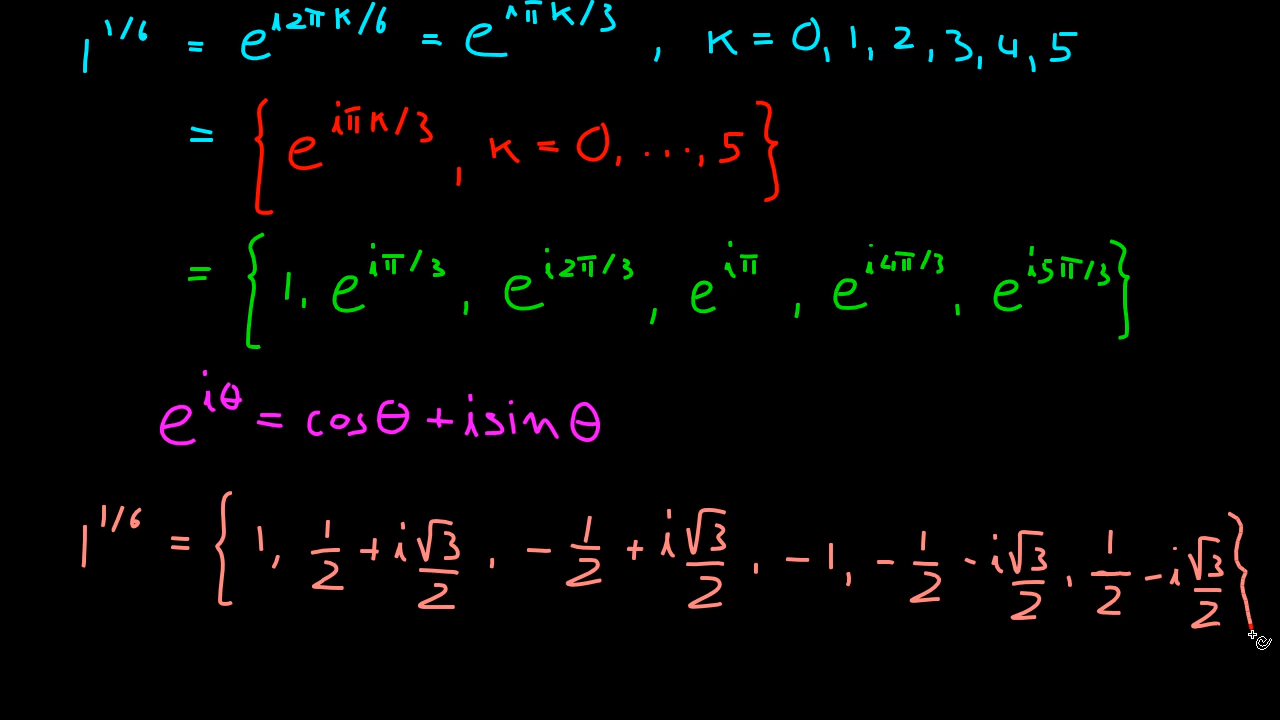 1^{1/6} = e^{i2πk/6} = e^{iπk/3}, k = 0, 1, 2, 3, 4, 5
= {e^{iπk/3}, k = 0, ..., 5}
= {1, e^{iπ/3}, e^{i2π/3}, e^{iπ}, e^{i4π/3}, e^{i5π/3}}
e^{iθ} = cosθ + i sinθ
1^{1/6} = {1, 1/2 + i√3/2, -1/2 + i√3/2, -1, -1/2 - i√3/2, 1/2 - i√3/2}